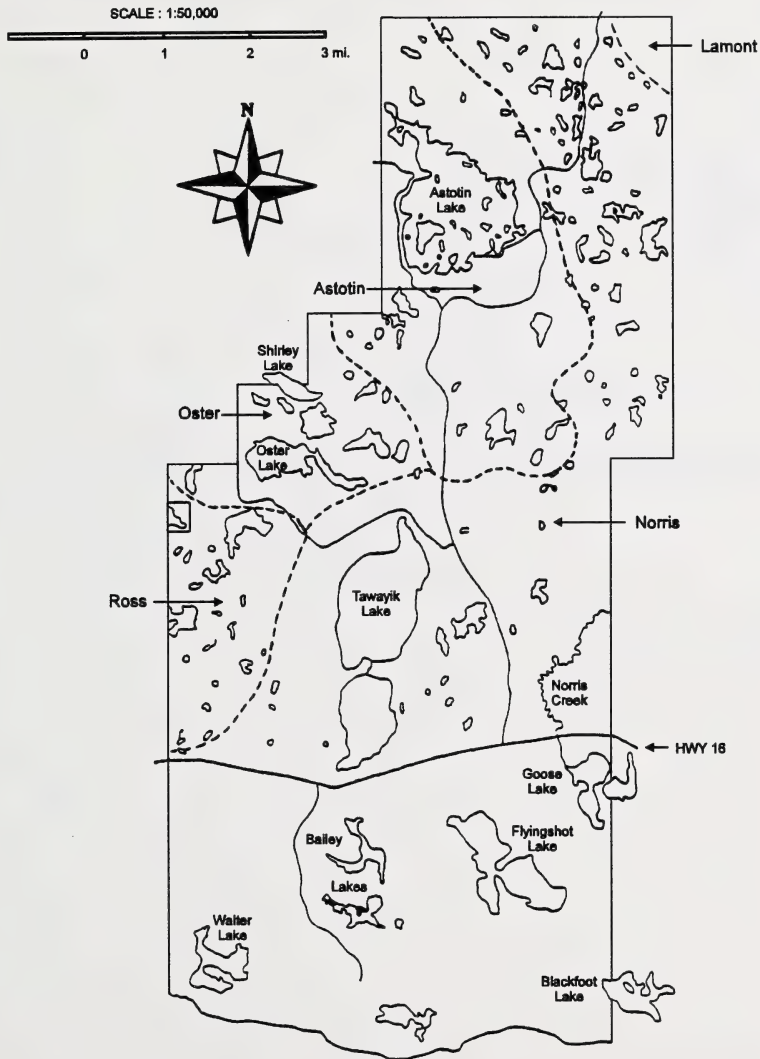 SCALE : 1:50,000
0 1 2 3 mi.
N
Lamont
Astotin
Lake
Astotin
Shirley
Lake
Oster
Oster
Lake
Norris
Ross
Tawayik
Lake
Norris
Creek
HWY 16
Goose
Lake
Bailey
Lakes
Flyingshot
Lake
Walter
Lake
Blackfoot
Lake